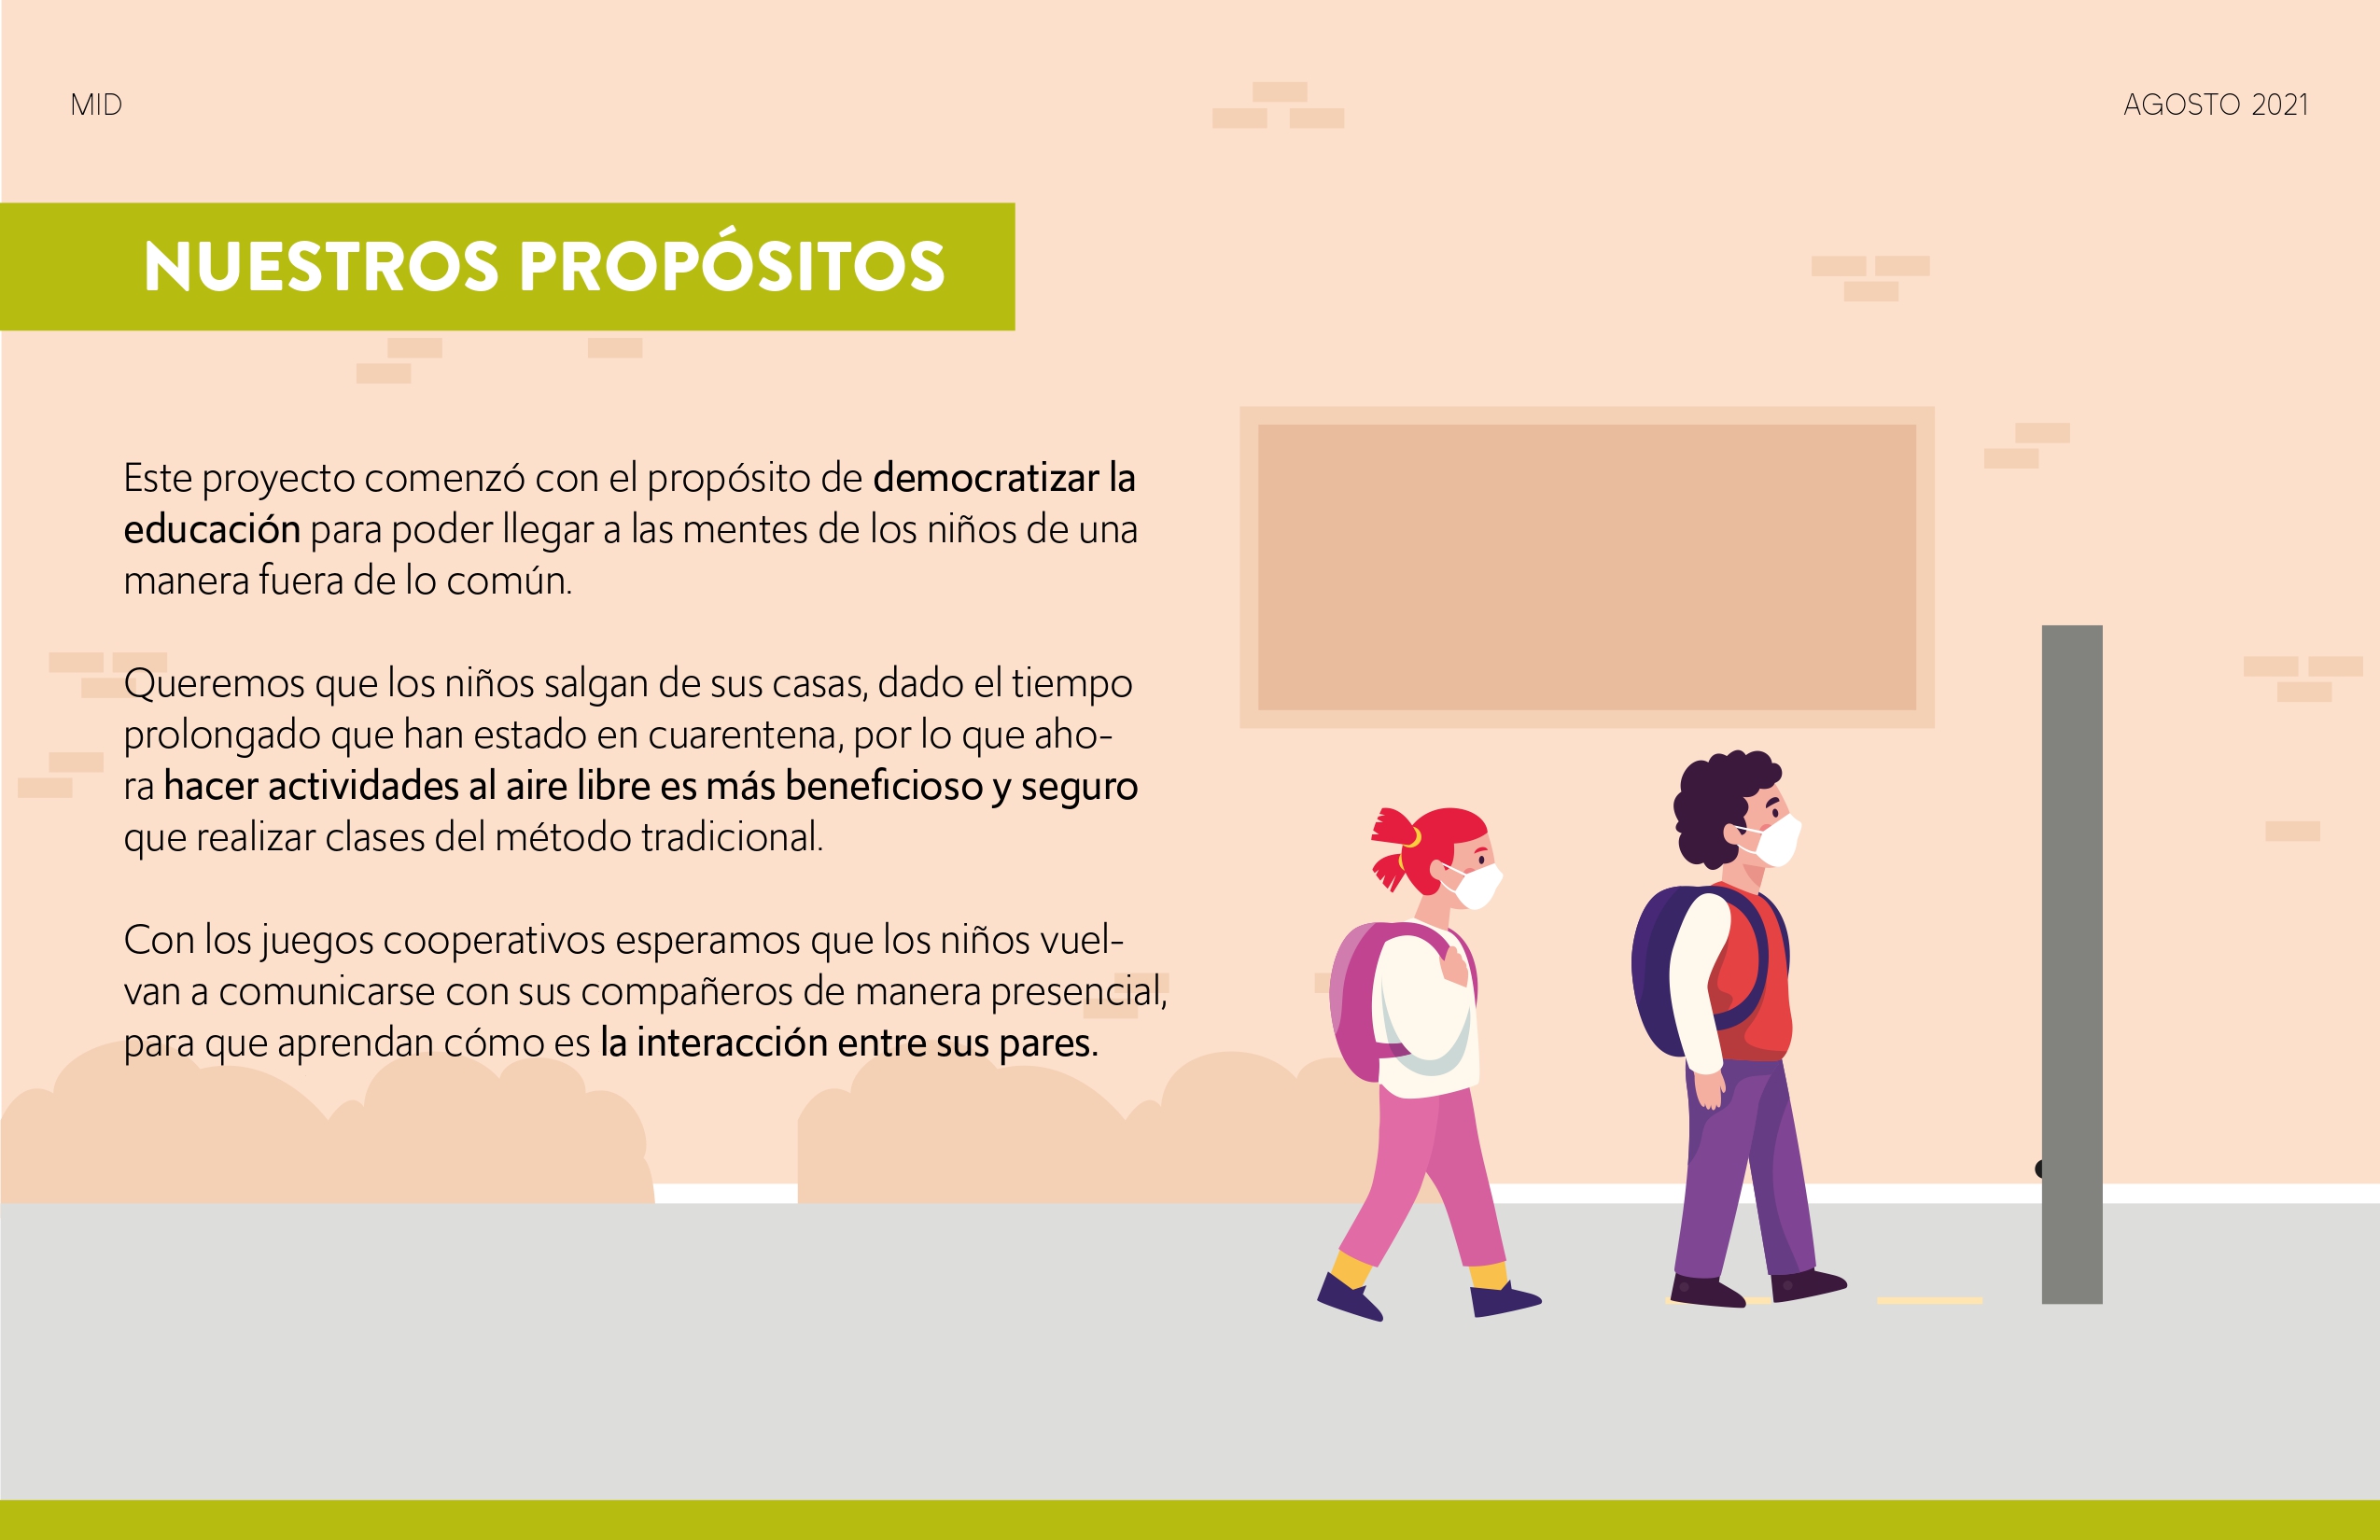 MID
AGOSTO 2021
NUESTROS PROPÓSITOS
Este proyecto comenzó con el propósito de democratizar la
educación para poder llegar a las mentes de los niños de una
manera fuera de lo común.
Queremos que los niños salgan de sus casas, dado el tiempo
prolongado que han estado en cuarentena, por lo que aho-
ra hacer actividades al aire libre es más beneficioso y seguro
que realizar clases del método tradicional.
Con los juegos cooperativos esperamos que los niños vuel-
van a comunicarse con sus compañeros de manera presencial,
para que aprendan cómo es la interacción entre sus pares.